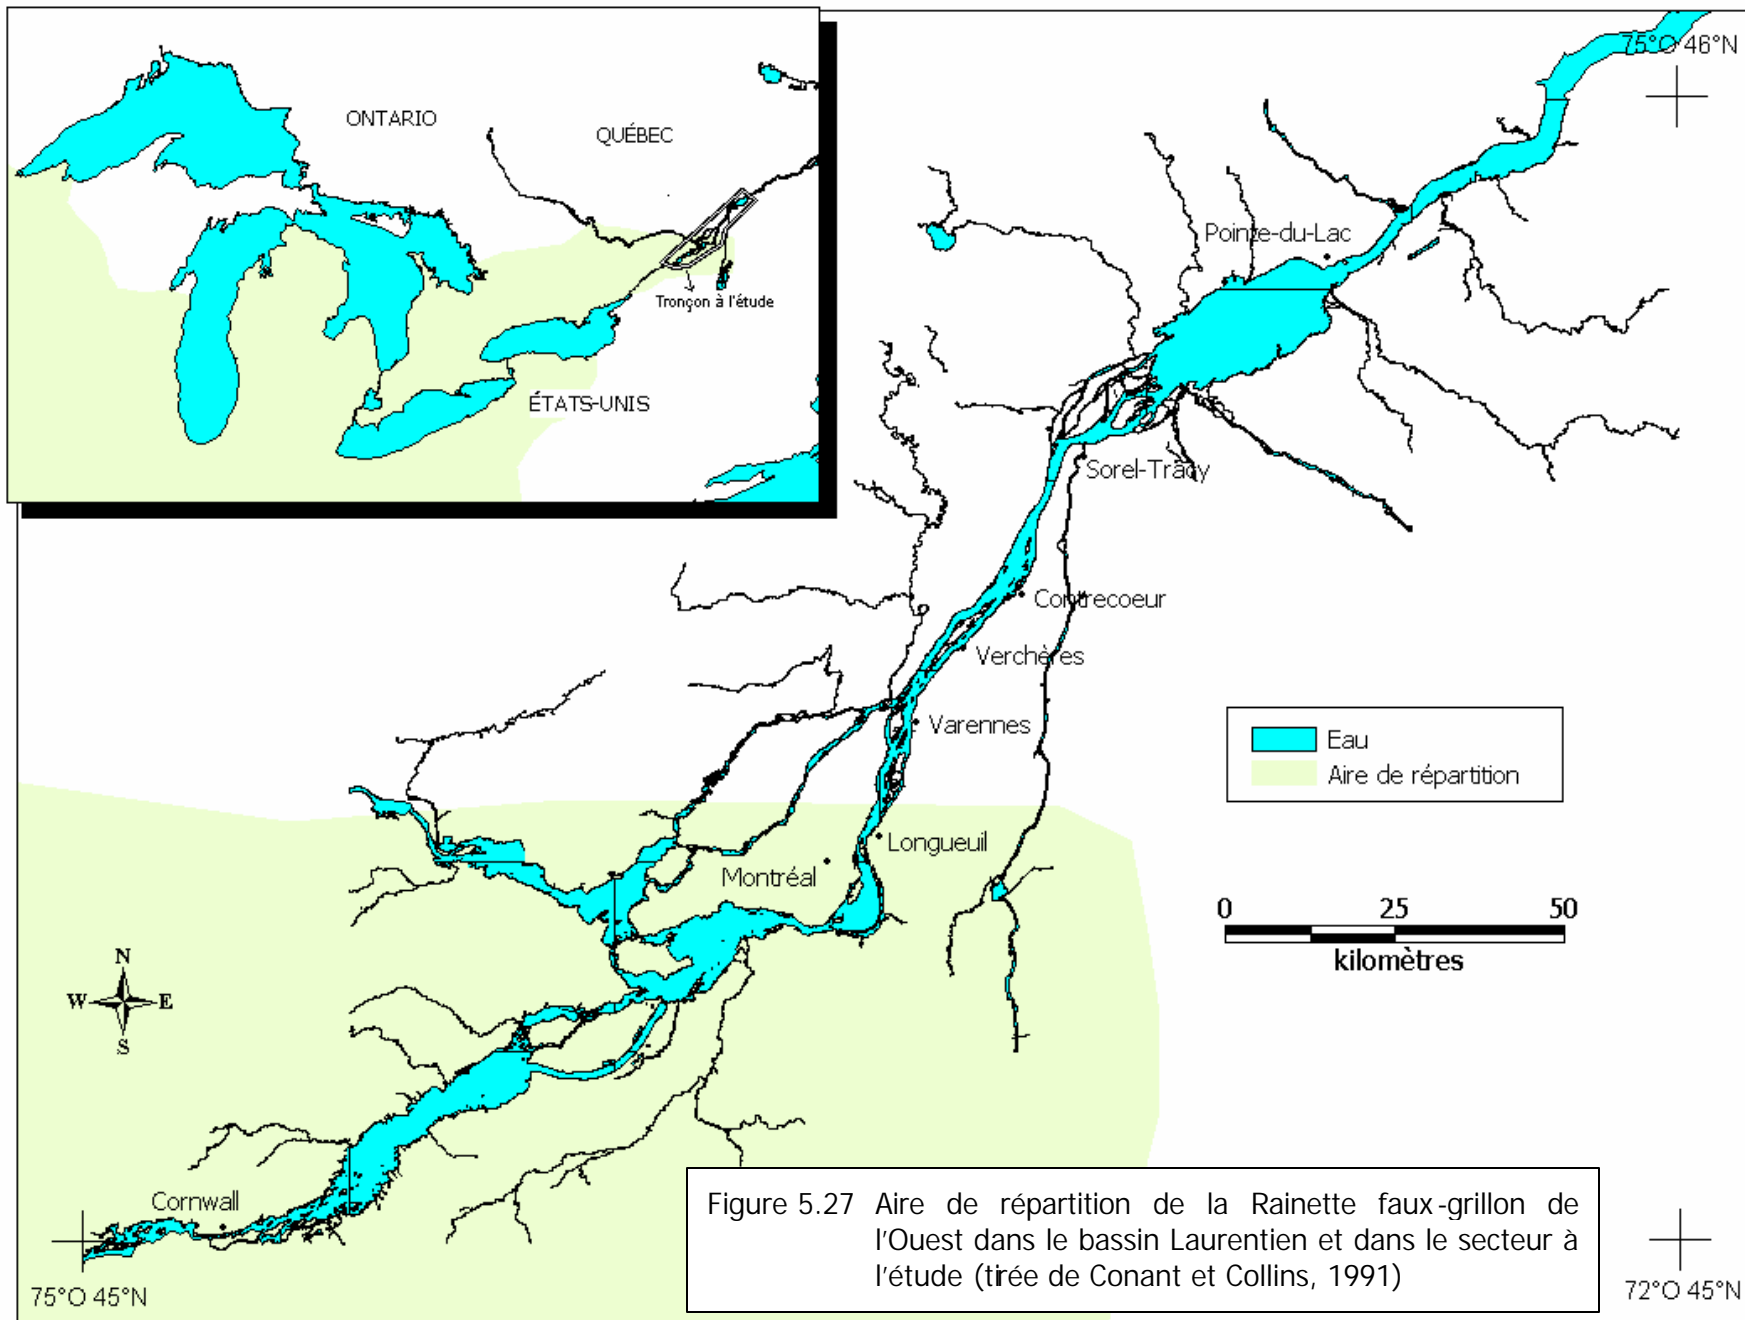 ONTARIO
QUÉBEC
Tronçon à l'étude
ÉTATS-UNIS
75°O 46°N
Pointe-du-Lac
Sorel-Tracy
Contrecoeur
Verchères
Varennes
Eau
Aire de répartition
Longueuil
Montréal
0 25 50
kilomètres
N
W E
S
Cornwall
75°O 45°N
Figure 5.27 Aire de répartition de la Rainette faux-grillon de
l'Ouest dans le bassin Laurentien et dans le secteur à
l'étude (tirée de Conant et Collins, 1991)
72°O 45°N